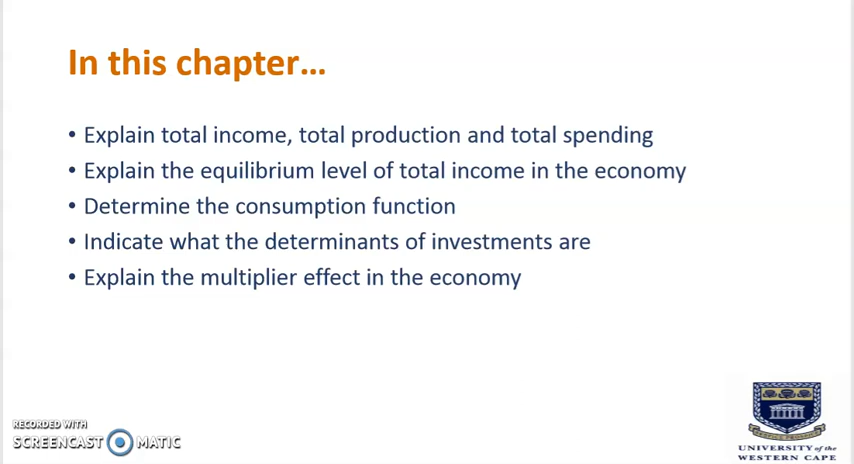 In this chapter...
• Explain total income, total production and total spending
• Explain the equilibrium level of total income in the economy
• Determine the consumption function
• Indicate what the determinants of investments are
• Explain the multiplier effect in the economy
RECORDED WITH
SCREENCAST MATIC
UNIVERSITY of the
WESTERN CAPE